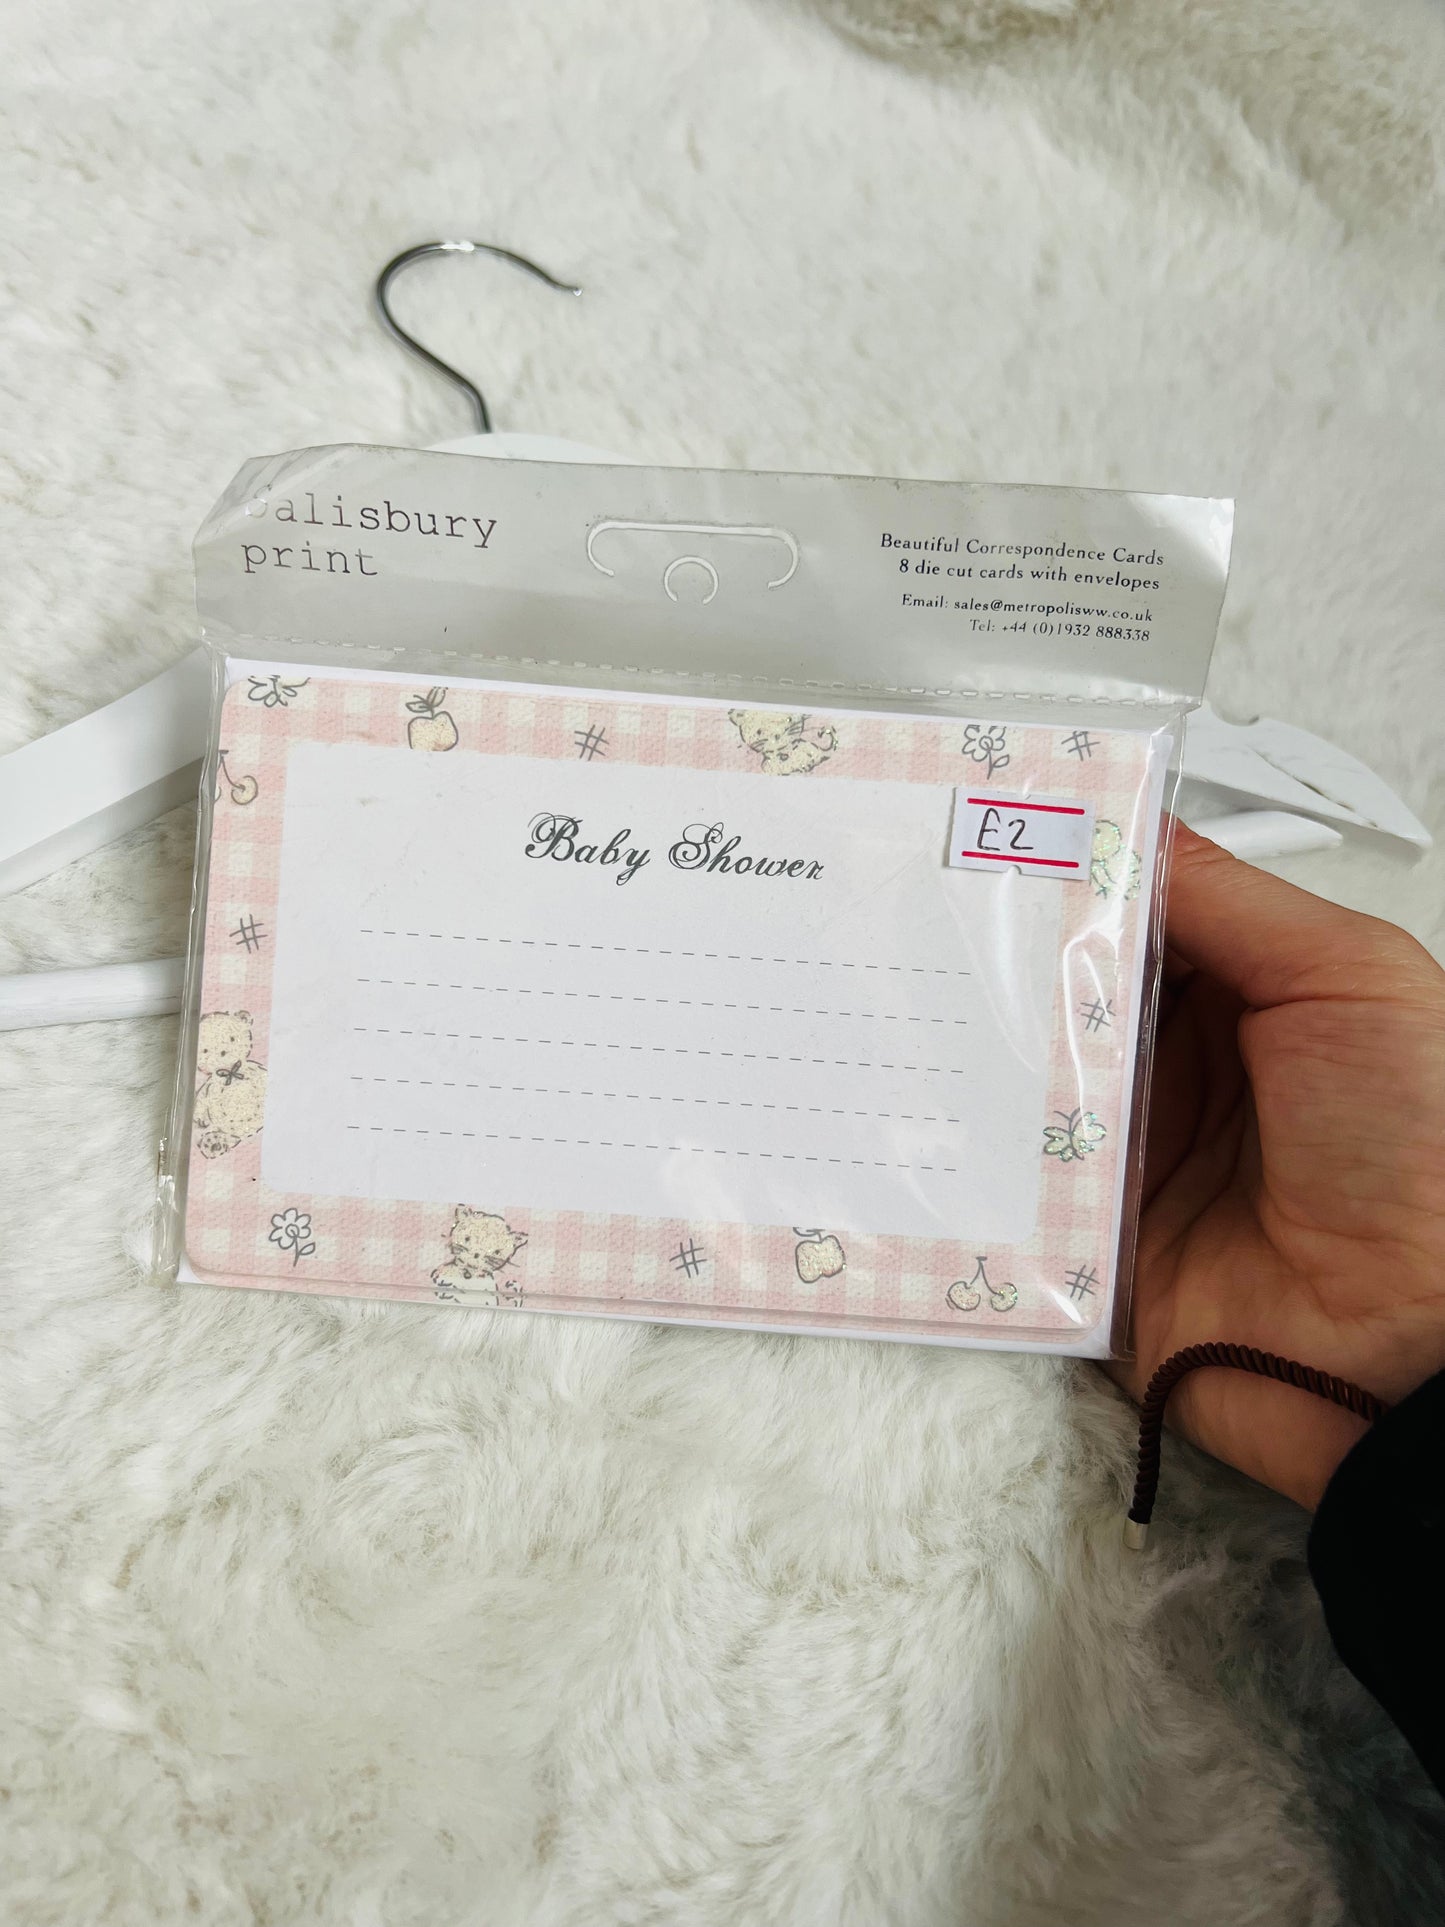 Salisbury
print
Beautiful Correspondence Cards
8 die cut cards with envelopes
Email: sales@metropolisww.co.uk
Tel: +44 (0)1932 888338
Baby Shower
£2